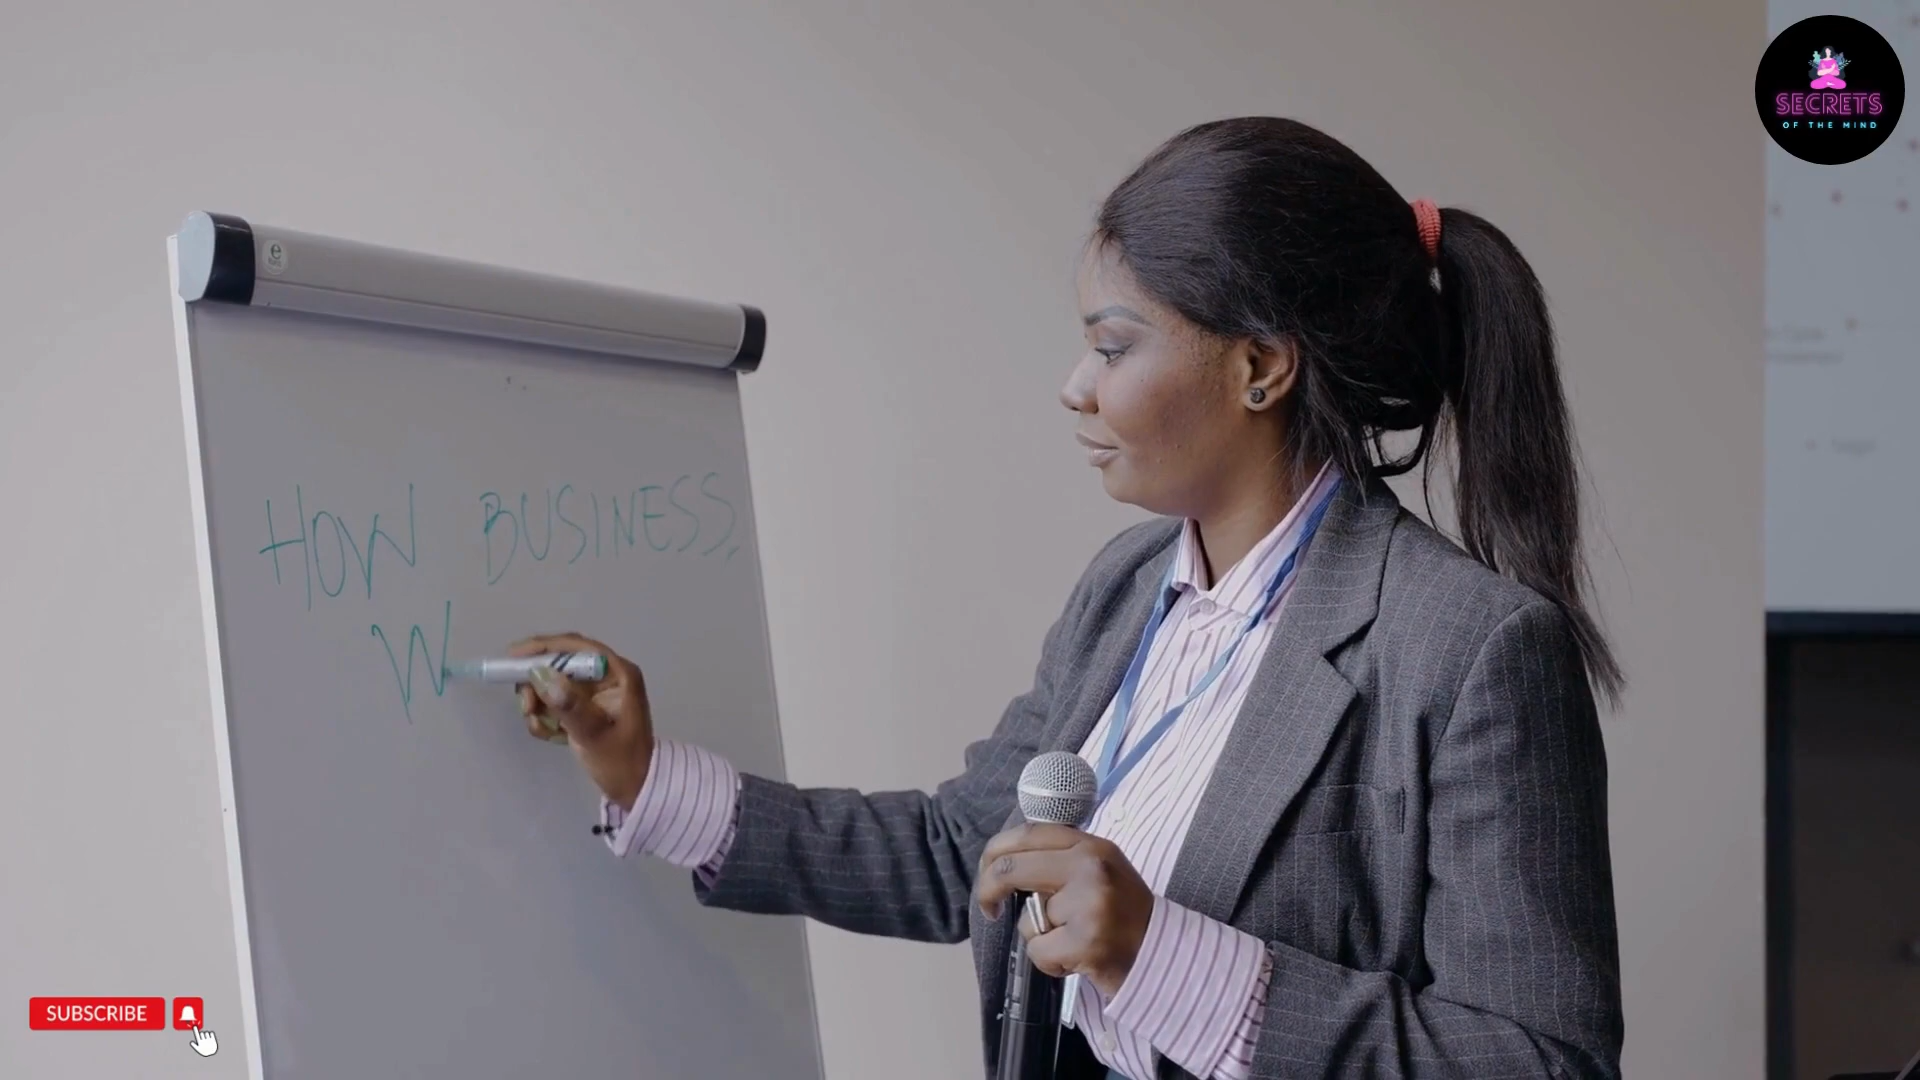 SECRETS
OF THE MIND
HOW BUSINESS,
W
SUBSCRIBE